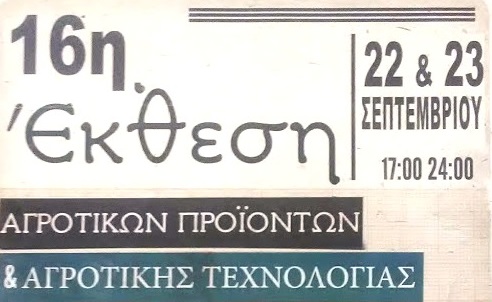 16η
Έκθεση
22 & 23
ΣΕΠΤΕΜΒΡΙΟΥ
17:00 24:00
ΑΓΡΟΤΙΚΩΝ ΠΡΟΪΟΝΤΩΝ
& ΑΓΡΟΤΙΚΗΣ ΤΕΧΝΟΛΟΓΙΑΣ